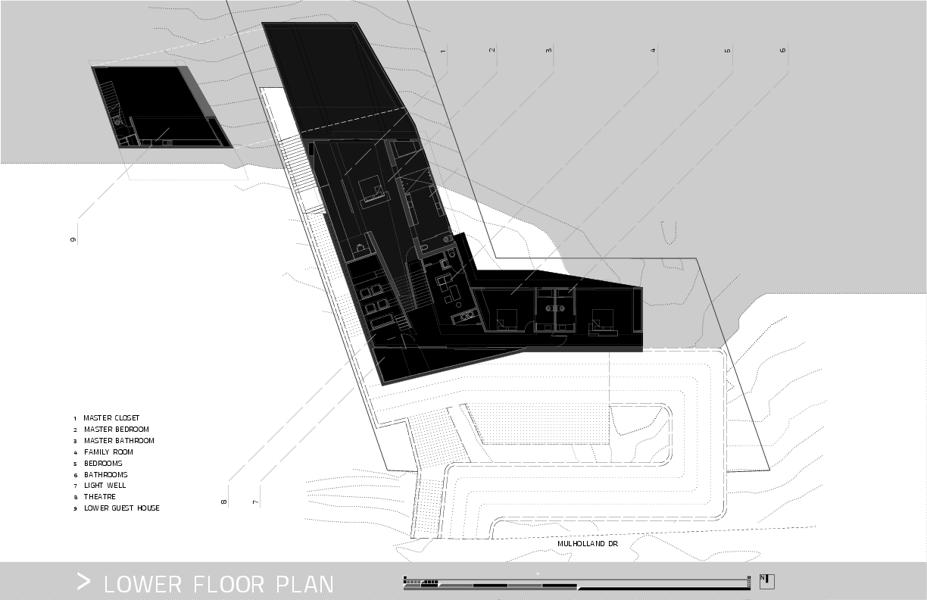 1 2 3 4 5 6
9
1 MASTER CLOSET
2 MASTER BEDROOM
3 MASTER BATHROOM
4 FAMILY ROOM
5 BEDROOMS
6 BATHROOMS
7 LIGHT WELL
8 THEATRE
9 LOWER GUEST HOUSE
8 7
MULHOLLAND DR
> LOWER FLOOR PLAN
N